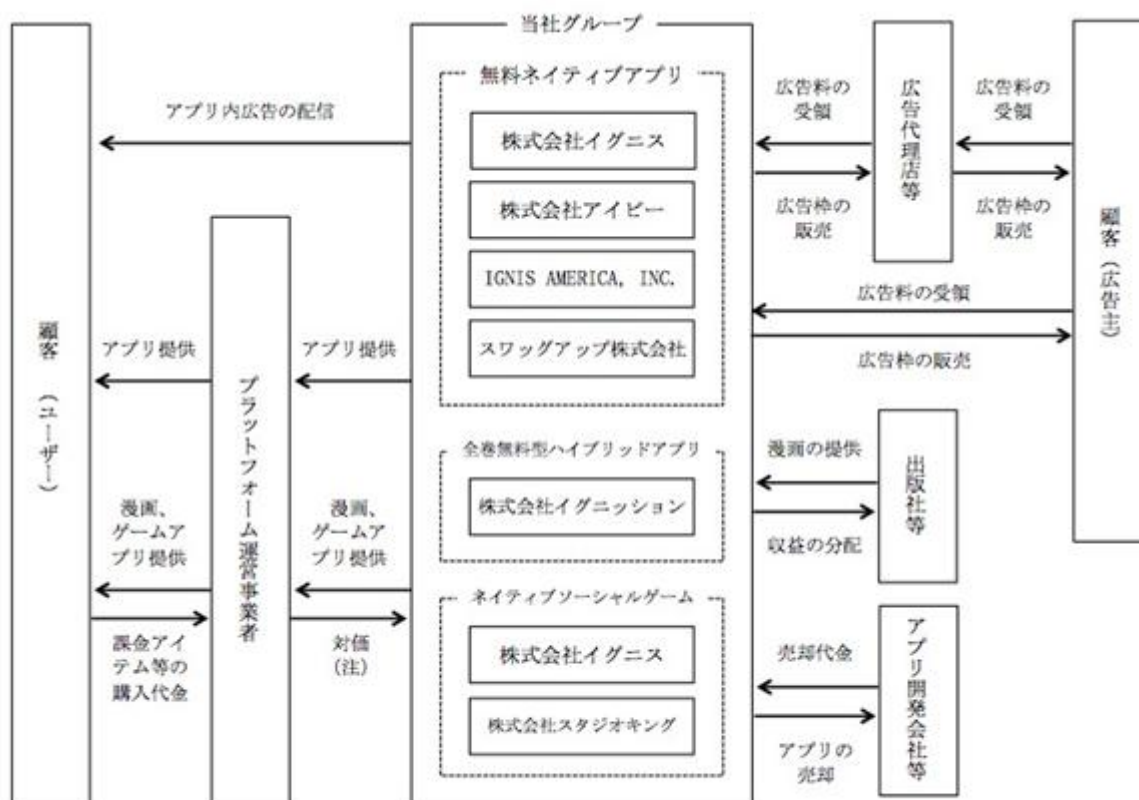 顧客（ユーザー）
アプリ内広告の配信
アプリ提供
漫画、
ゲームア
プリ提供
課金アイ
テム等の
購入代金
プラットフォーム運営事業者
アプリ提供
漫画、
ゲームア
プリ提供
対価
（注）
当社グループ
無料ネイティブアプリ
株式会社イグニス
株式会社アイビー
IGNIS AMERICA, INC.
スワッグアップ株式会社
全巻無料型ハイブリッドアプリ
株式会社イグニッション
ネイティブソーシャルゲーム
株式会社イグニス
株式会社スタジオキング
広告料の
受領
広告枠の
販売
広告代理店等
広告料の
受領
広告枠の
販売
広告料の受領
広告枠の販売
顧客（広告主）
漫画の提供
収益の分配
出版社等
売却代金
アプリの
売却
アプリ開発会社等